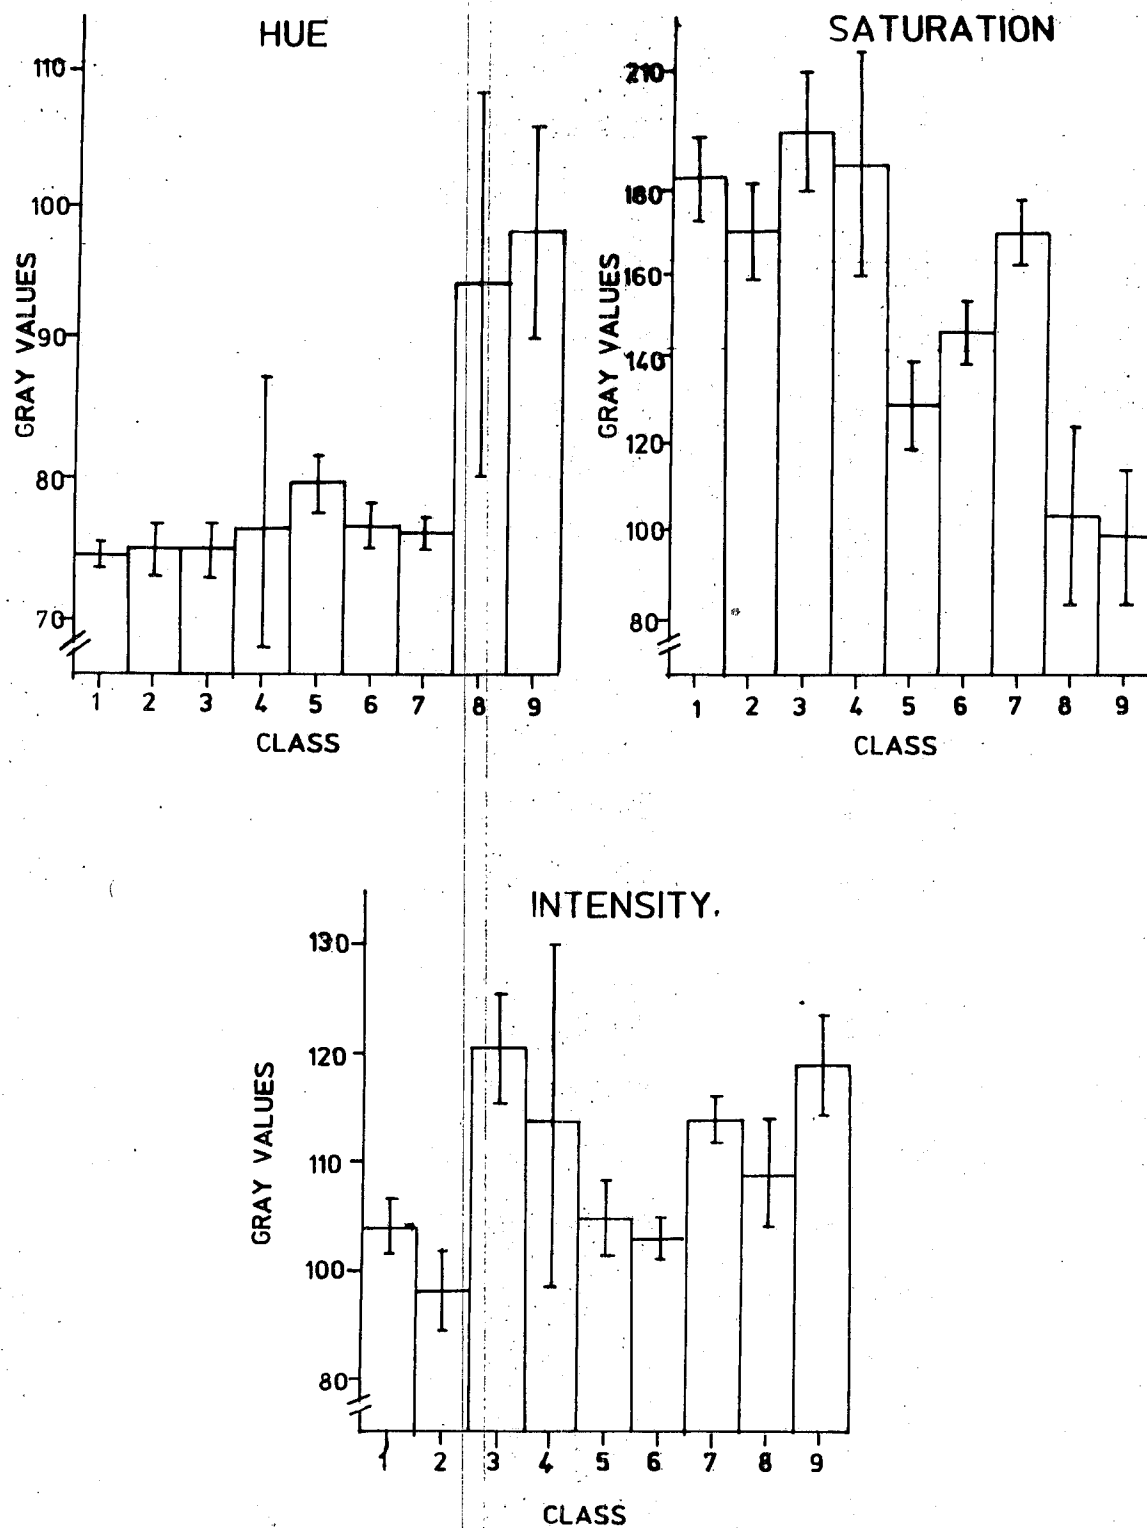 HUE
110
100
90
80
70
GRAY VALUES
1 2 3 4 5 6 7 8 9
CLASS
SATURATION
210
180
160
140
120
100
80
GRAY VALUES
1 2 3 4 5 6 7 8 9
CLASS
INTENSITY.
130
120
110
100
80
GRAY VALUES
1 2 3 4 5 6 7 8 9
CLASS